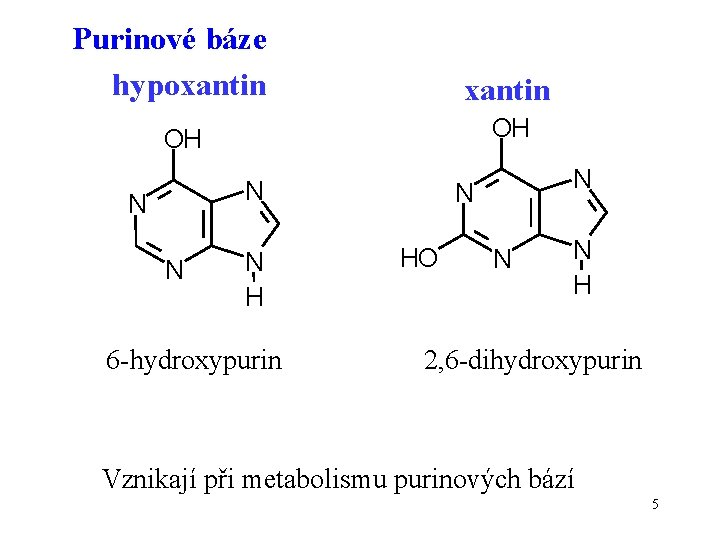 Purinové báze
hypoxantin
xantin
OH
OH
N
N
N
N
N
N
HO
N
N
H
H
6-hydroxypurin
2,6-dihydroxypurin
Vznikají při metabolismu purinových bází
5